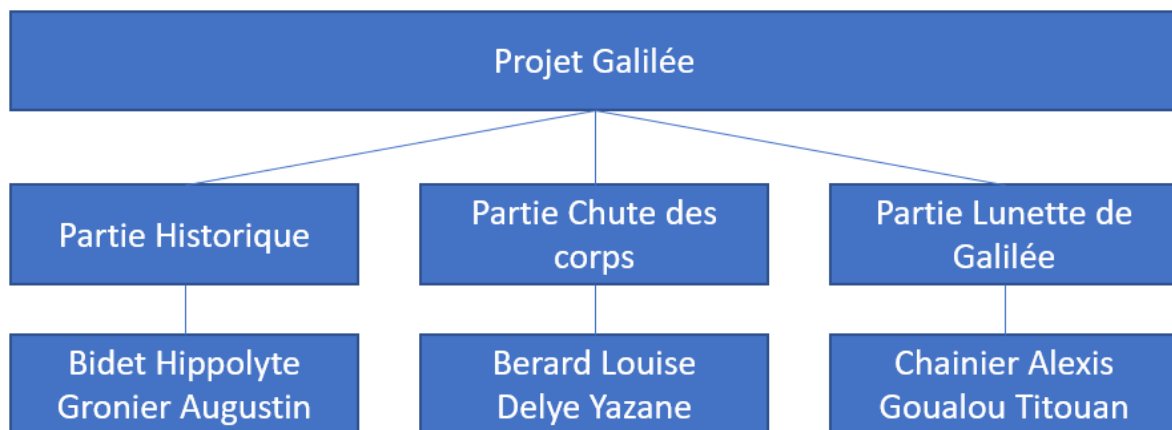 Projet Galilée
Partie Historique
Partie Chute des
corps
Partie Lunette de
Galilée
Bidet Hippolyte
Gronier Augustin
Berard Louise
Delye Yazane
Chainier Alexis
Goualou Titouan